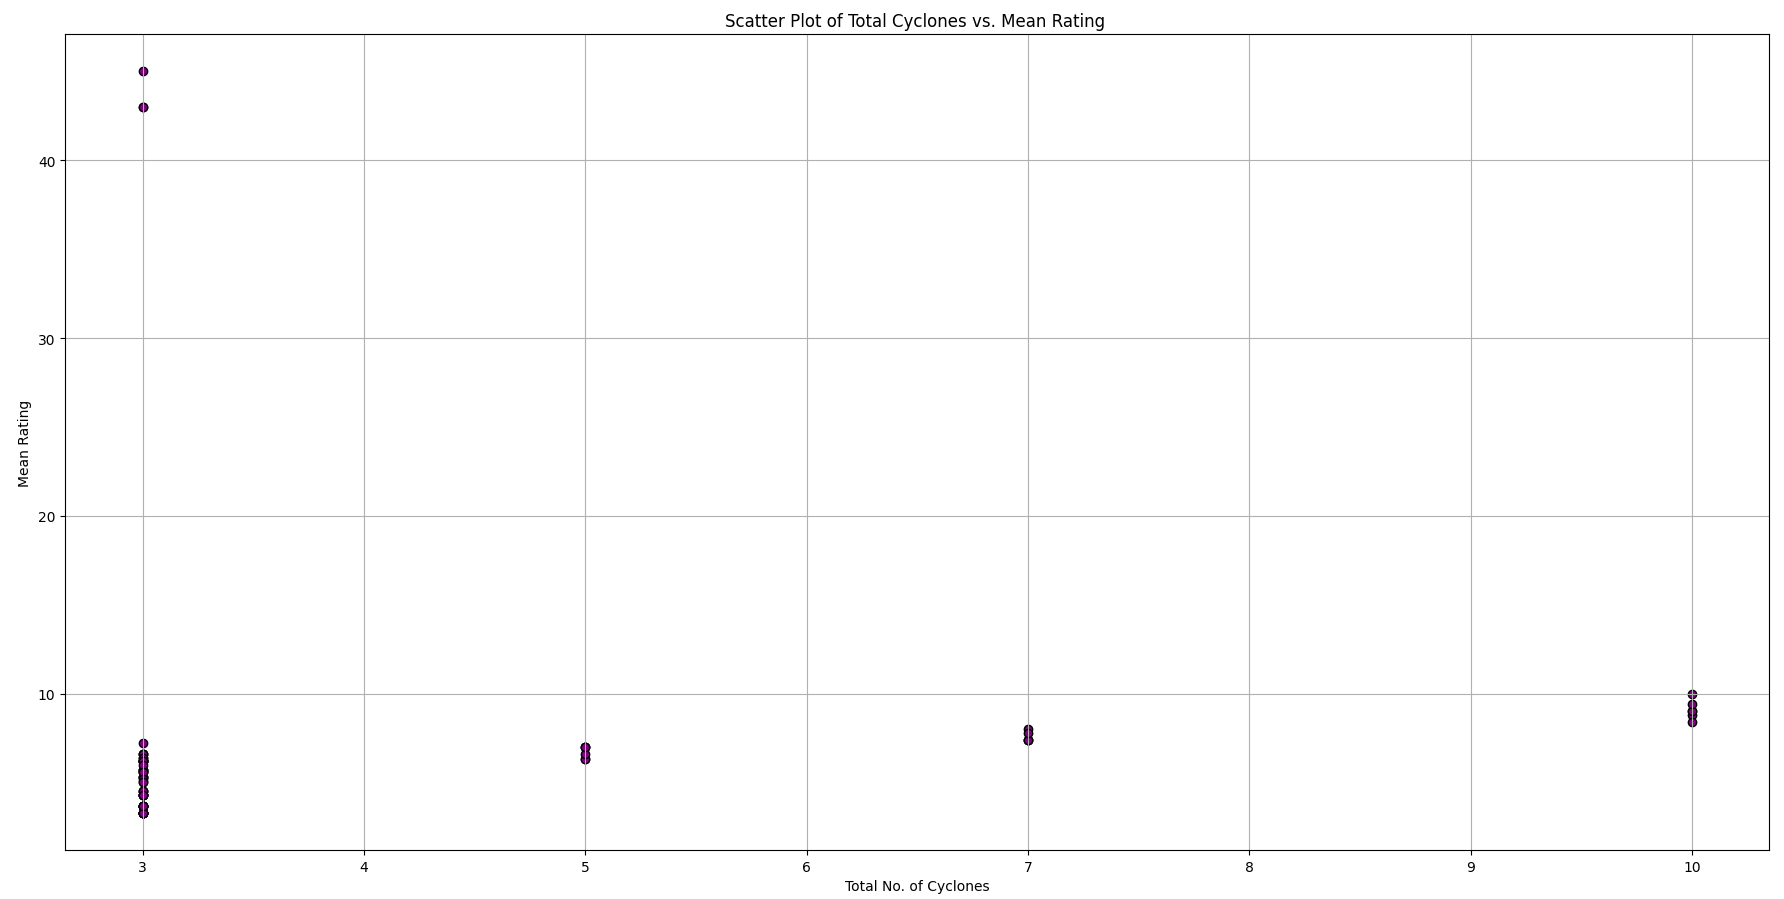 Scatter Plot of Total Cyclones vs. Mean Rating
Mean Rating
40
30
20
10
3 4 5 6 7 8 9 10
Total No. of Cyclones